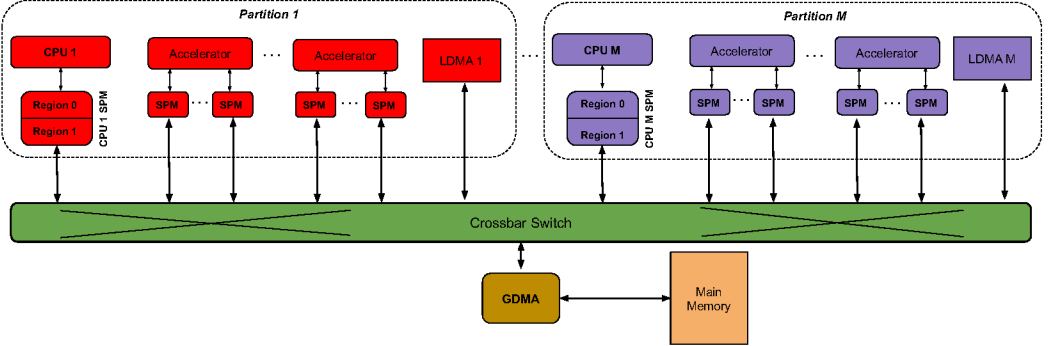 Partition 1
Partition M
CPU 1
Accelerator
...
Accelerator
LDMA 1
...
CPU M
Accelerator
...
Accelerator
LDMA M
Region 0
Region 1
CPU 1 SPM
SPM
...
SPM
SPM
...
SPM
Region 0
Region 1
CPU M SPM
SPM
...
SPM
SPM
...
SPM
Crossbar Switch
GDMA
Main
Memory